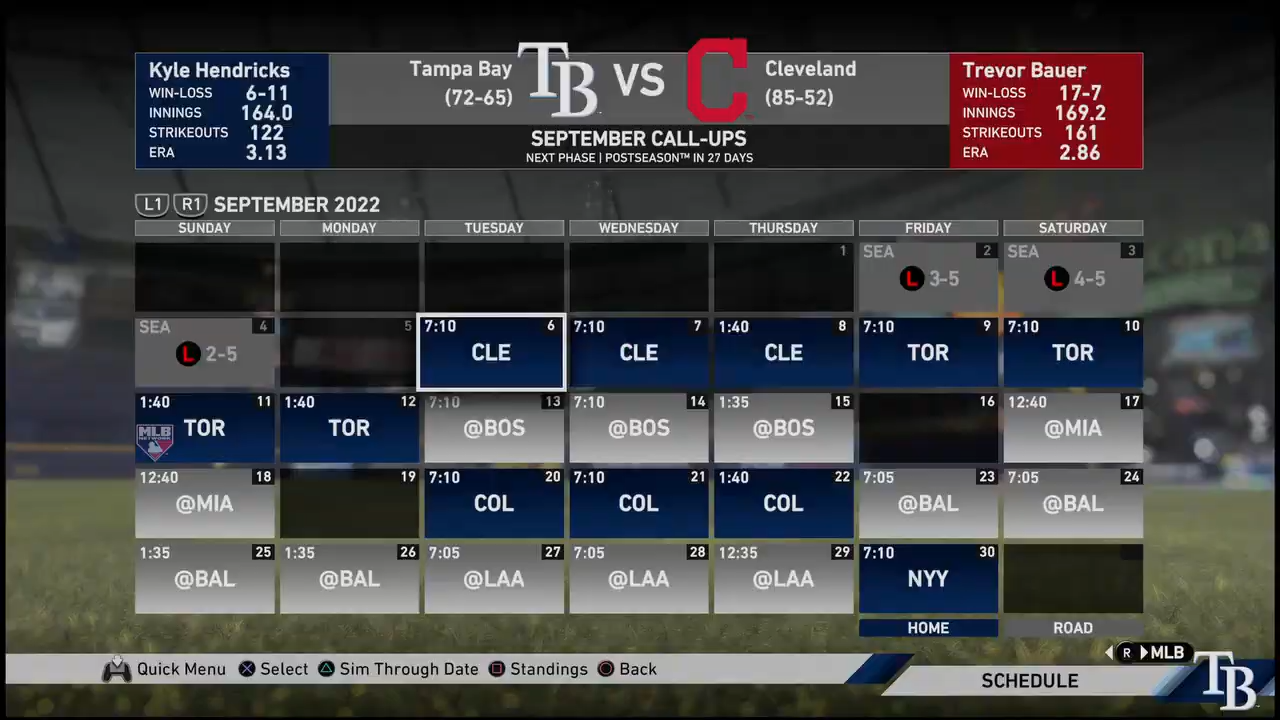 Kyle Hendricks
WIN-LOSS 6-11
INNINGS 164.0
STRIKEOUTS 122
ERA 3.13
Tampa Bay
(72-65)
TB VS C
Cleveland
(85-52)
SEPTEMBER CALL-UPS
NEXT PHASE | POSTSEASON™ IN 27 DAYS
Trevor Bauer
WIN-LOSS 17-7
INNINGS 169.2
STRIKEOUTS 161
ERA 2.86
L1 R1 SEPTEMBER 2022
SUNDAY MONDAY TUESDAY WEDNESDAY THURSDAY FRIDAY SATURDAY
1 SEA 2 SEA 3
L 3-5 L 4-5
SEA 4 5 7:10 6 7:10 7 1:40 8 7:10 9 7:10 10
L 2-5 CLE CLE CLE TOR TOR
1:40 11 1:40 12 7:10 13 7:10 14 1:35 15 16 12:40 17
MLB NETWORK TOR TOR @BOS @BOS @BOS @MIA
12:40 18 19 7:10 20 7:10 21 1:40 22 7:05 23 7:05 24
@MIA COL COL COL @BAL @BAL
1:35 25 1:35 26 7:05 27 7:05 28 12:35 29 7:10 30
@BAL @BAL @LAA @LAA @LAA NYY
HOME ROAD
R MLB
Quick Menu Select Sim Through Date Standings Back
SCHEDULE
TB